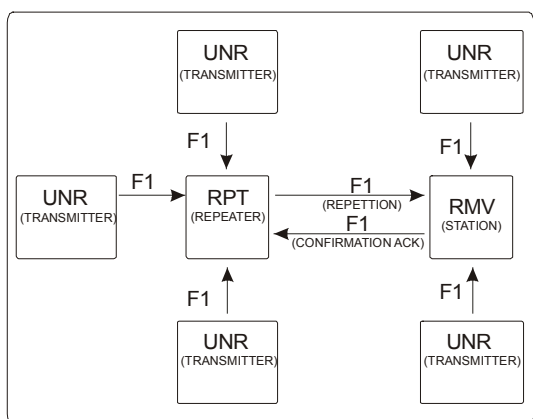 UNR
(TRANSMITTER)
UNR
(TRANSMITTER)
F1
F1
UNR
(TRANSMITTER)
F1
RPT
(REPEATER)
F1
(REPETTION)
F1
(CONFIRMATION ACK)
RMV
(STATION)
F1
F1
UNR
(TRANSMITTER)
UNR
(TRANSMITTER)